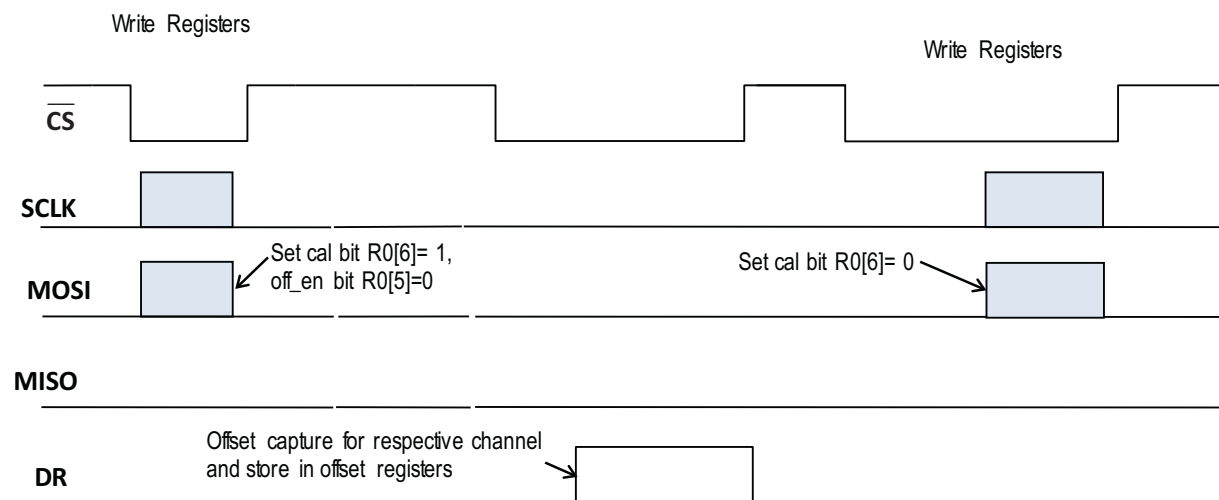 Write Registers
Write Registers
CS
SCLK
Set cal bit R0[6]= 1,
off_en bit R0[5]=0
Set cal bit R0[6]= 0
MOSI
MISO
Offset capture for respective channel
and store in offset registers
DR